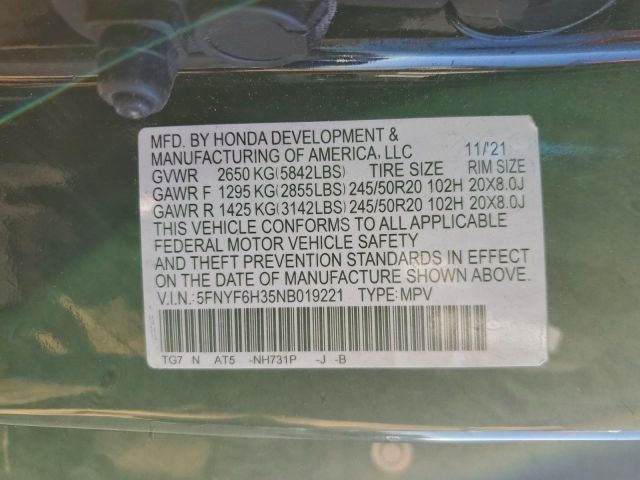 MFD. BY HONDA DEVELOPMENT &
MANUFACTURING OF AMERICA, LLC 11/'21
GVWR 2650 KG(5842LBS) TIRE SIZE RIM SIZE
GAWR F 1295 KG(2855LBS) 245/50R20 102H 20X8.0J
GAWR R 1425 KG(3142LBS) 245/50R20 102H 20X8.0J
THIS VEHICLE CONFORMS TO ALL APPLICABLE
FEDERAL MOTOR VEHICLE SAFETY
AND THEFT PREVENTION STANDARDS IN EFFECT
ON THE DATE OF MANUFACTURE SHOWN ABOVE.
V.I.N.: 5FNYF6H35NB019221 TYPE: MPV
TG7 N AT5 -NH731P -J -B